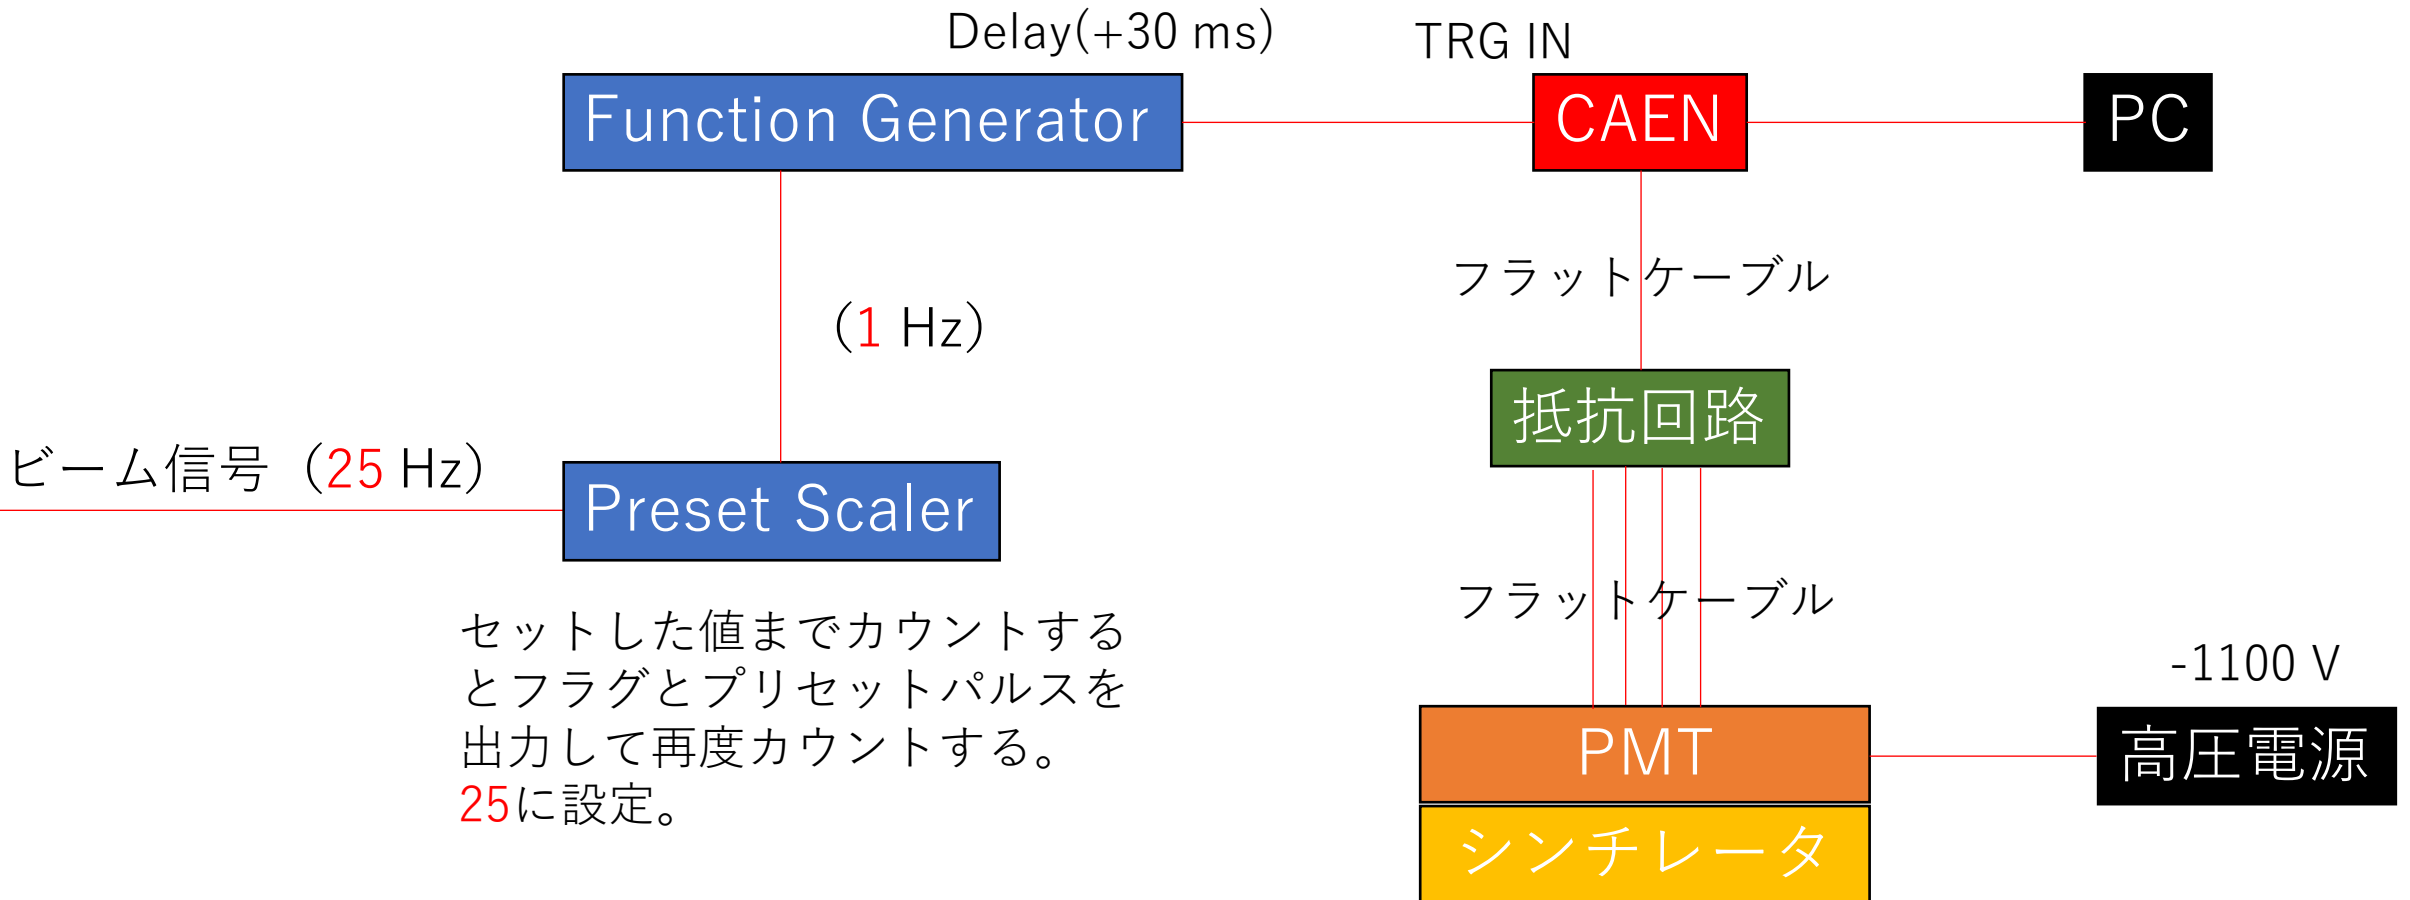 Delay(+30 ms)
TRG IN
Function Generator
CAEN
PC
フラットケーブル
(1 Hz)
抵抗回路
ビーム信号 (25 Hz)
Preset Scaler
フラットケーブル
セットした値までカウントする
とフラグとプリセットパルスを
出力して再度カウントする。
25に設定。
-1100 V
PMT
高圧電源
シンチレータ